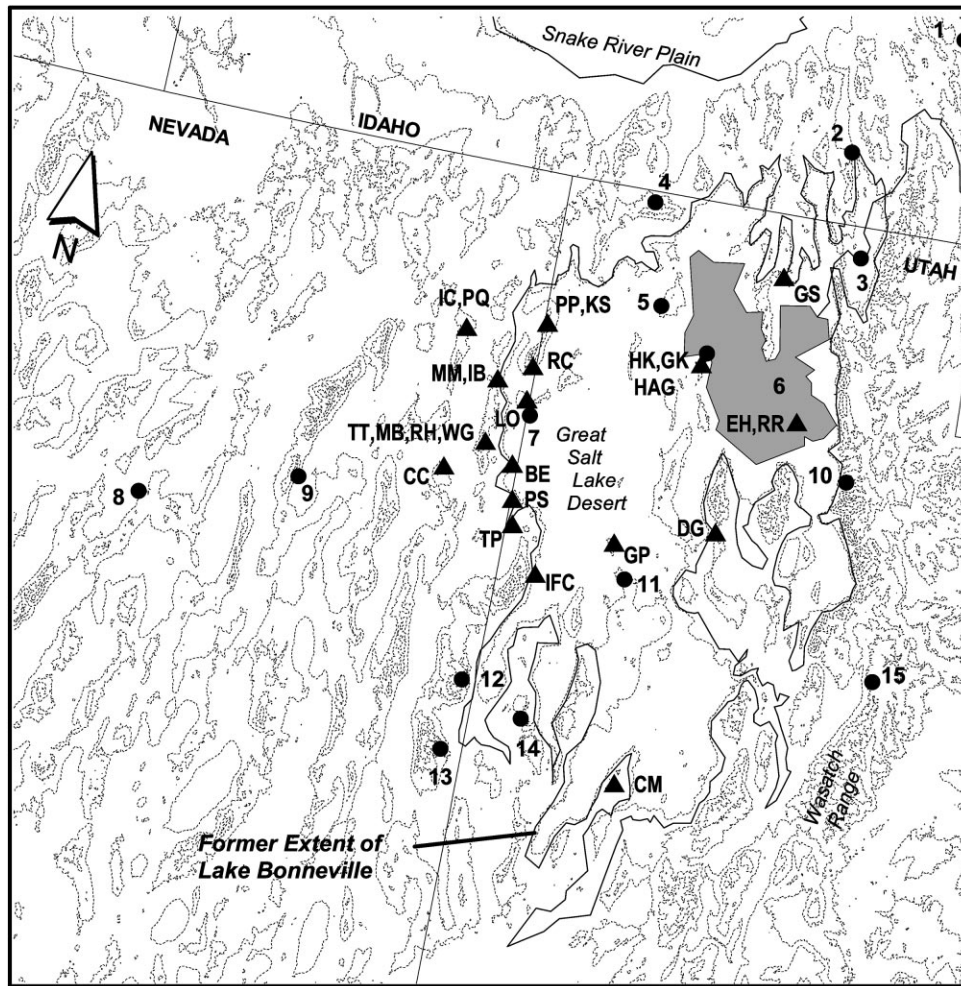 1
Snake River Plain
NEVADA
IDAHO
2
4
N
UTAH
3
IC,PQ
PP,KS
5
GS
RC
HK,GK
HAG
6
MM,IB
LO
7
EH,RR
TT,MB,RH,WG
Great
Salt
Lake
Desert
CC
BE
8
9
10
PS
TP
DG
GP
IFC
11
12
15
14
13
CM
Wasatch
Range
Former Extent of
Lake Bonneville